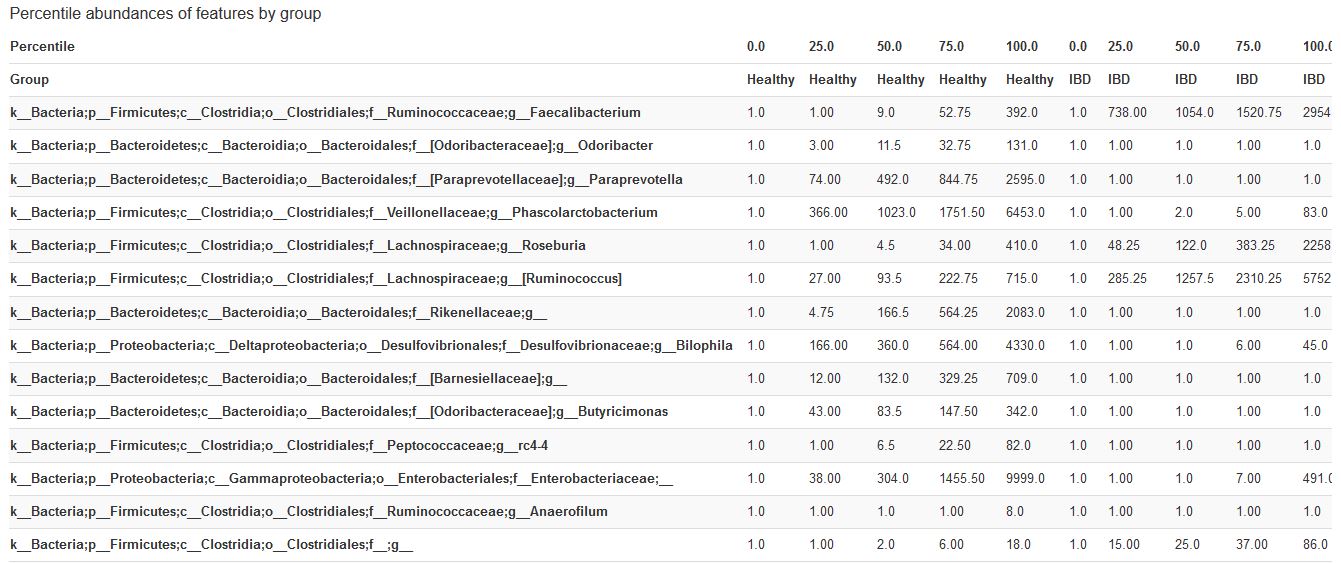 Percentile abundances of features by group
Percentile 0.0 25.0 50.0 75.0 100.0 0.0 25.0 50.0 75.0 100.
Group Healthy Healthy Healthy Healthy Healthy IBD IBD IBD IBD IBD
k__Bacteria;p__Firmicutes;c__Clostridia;o__Clostridiales;f__Ruminococcaceae;g__Faecalibacterium 1.0 1.00 9.0 52.75 392.0 1.0 738.00 1054.0 1520.75 2954
k__Bacteria;p__Bacteroidetes;c__Bacteroidia;o__Bacteroidales;f__[Odoribacteraceae];g__Odoribacter 1.0 3.00 11.5 32.75 131.0 1.0 1.00 1.0 1.00 1.0
k__Bacteria;p__Bacteroidetes;c__Bacteroidia;o__Bacteroidales;f__[Paraprevotellaceae];g__Paraprevotella 1.0 74.00 492.0 844.75 2595.0 1.0 1.00 1.0 1.00 1.0
k__Bacteria;p__Firmicutes;c__Clostridia;o__Clostridiales;f__Veillonellaceae;g__Phascolarctobacterium 1.0 366.00 1023.0 1751.50 6453.0 1.0 1.00 2.0 5.00 83.0
k__Bacteria;p__Firmicutes;c__Clostridia;o__Clostridiales;f__Lachnospiraceae;g__Roseburia 1.0 1.00 4.5 34.00 410.0 1.0 48.25 122.0 383.25 2258
k__Bacteria;p__Firmicutes;c__Clostridia;o__Clostridiales;f__Lachnospiraceae;g__[Ruminococcus] 1.0 27.00 93.5 222.75 715.0 1.0 285.25 1257.5 2310.25 5752
k__Bacteria;p__Bacteroidetes;c__Bacteroidia;o__Bacteroidales;f__Rikenellaceae;g__ 1.0 4.75 166.5 564.25 2083.0 1.0 1.00 1.0 1.00 1.0
k__Bacteria;p__Proteobacteria;c__Deltaproteobacteria;o__Desulfovibrionales;f__Desulfovibrionaceae;g__Bilophila 1.0 166.00 360.0 564.00 4330.0 1.0 1.00 1.0 6.00 45.0
k__Bacteria;p__Bacteroidetes;c__Bacteroidia;o__Bacteroidales;f__[Barnesiellaceae];g__ 1.0 12.00 132.0 329.25 709.0 1.0 1.00 1.0 1.00 1.0
k__Bacteria;p__Bacteroidetes;c__Bacteroidia;o__Bacteroidales;f__[Odoribacteraceae];g__Butyricimonas 1.0 43.00 83.5 147.50 342.0 1.0 1.00 1.0 1.00 1.0
k__Bacteria;p__Firmicutes;c__Clostridia;o__Clostridiales;f__Peptococcaceae;g__rc4-4 1.0 1.00 6.5 22.50 82.0 1.0 1.00 1.0 1.00 1.0
k__Bacteria;p__Proteobacteria;c__Gammaproteobacteria;o__Enterobacteriales;f__Enterobacteriaceae;__ 1.0 38.00 304.0 1455.50 9999.0 1.0 1.00 1.0 7.00 491.0
k__Bacteria;p__Firmicutes;c__Clostridia;o__Clostridiales;f__Ruminococcaceae;g__Anaerofilum 1.0 1.00 1.0 1.00 8.0 1.0 1.00 1.0 1.00 1.0
k__Bacteria;p__Firmicutes;c__Clostridia;o__Clostridiales;f__;g__ 1.0 1.00 2.0 6.00 18.0 1.0 15.00 25.0 37.00 86.0